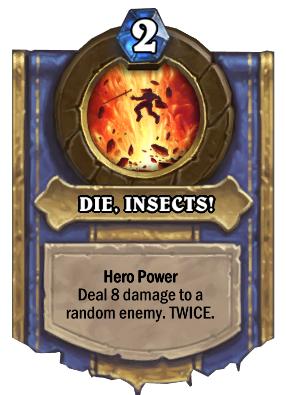 2
DIE, INSECTS!
Hero Power
Deal 8 damage to a
random enemy. TWICE.